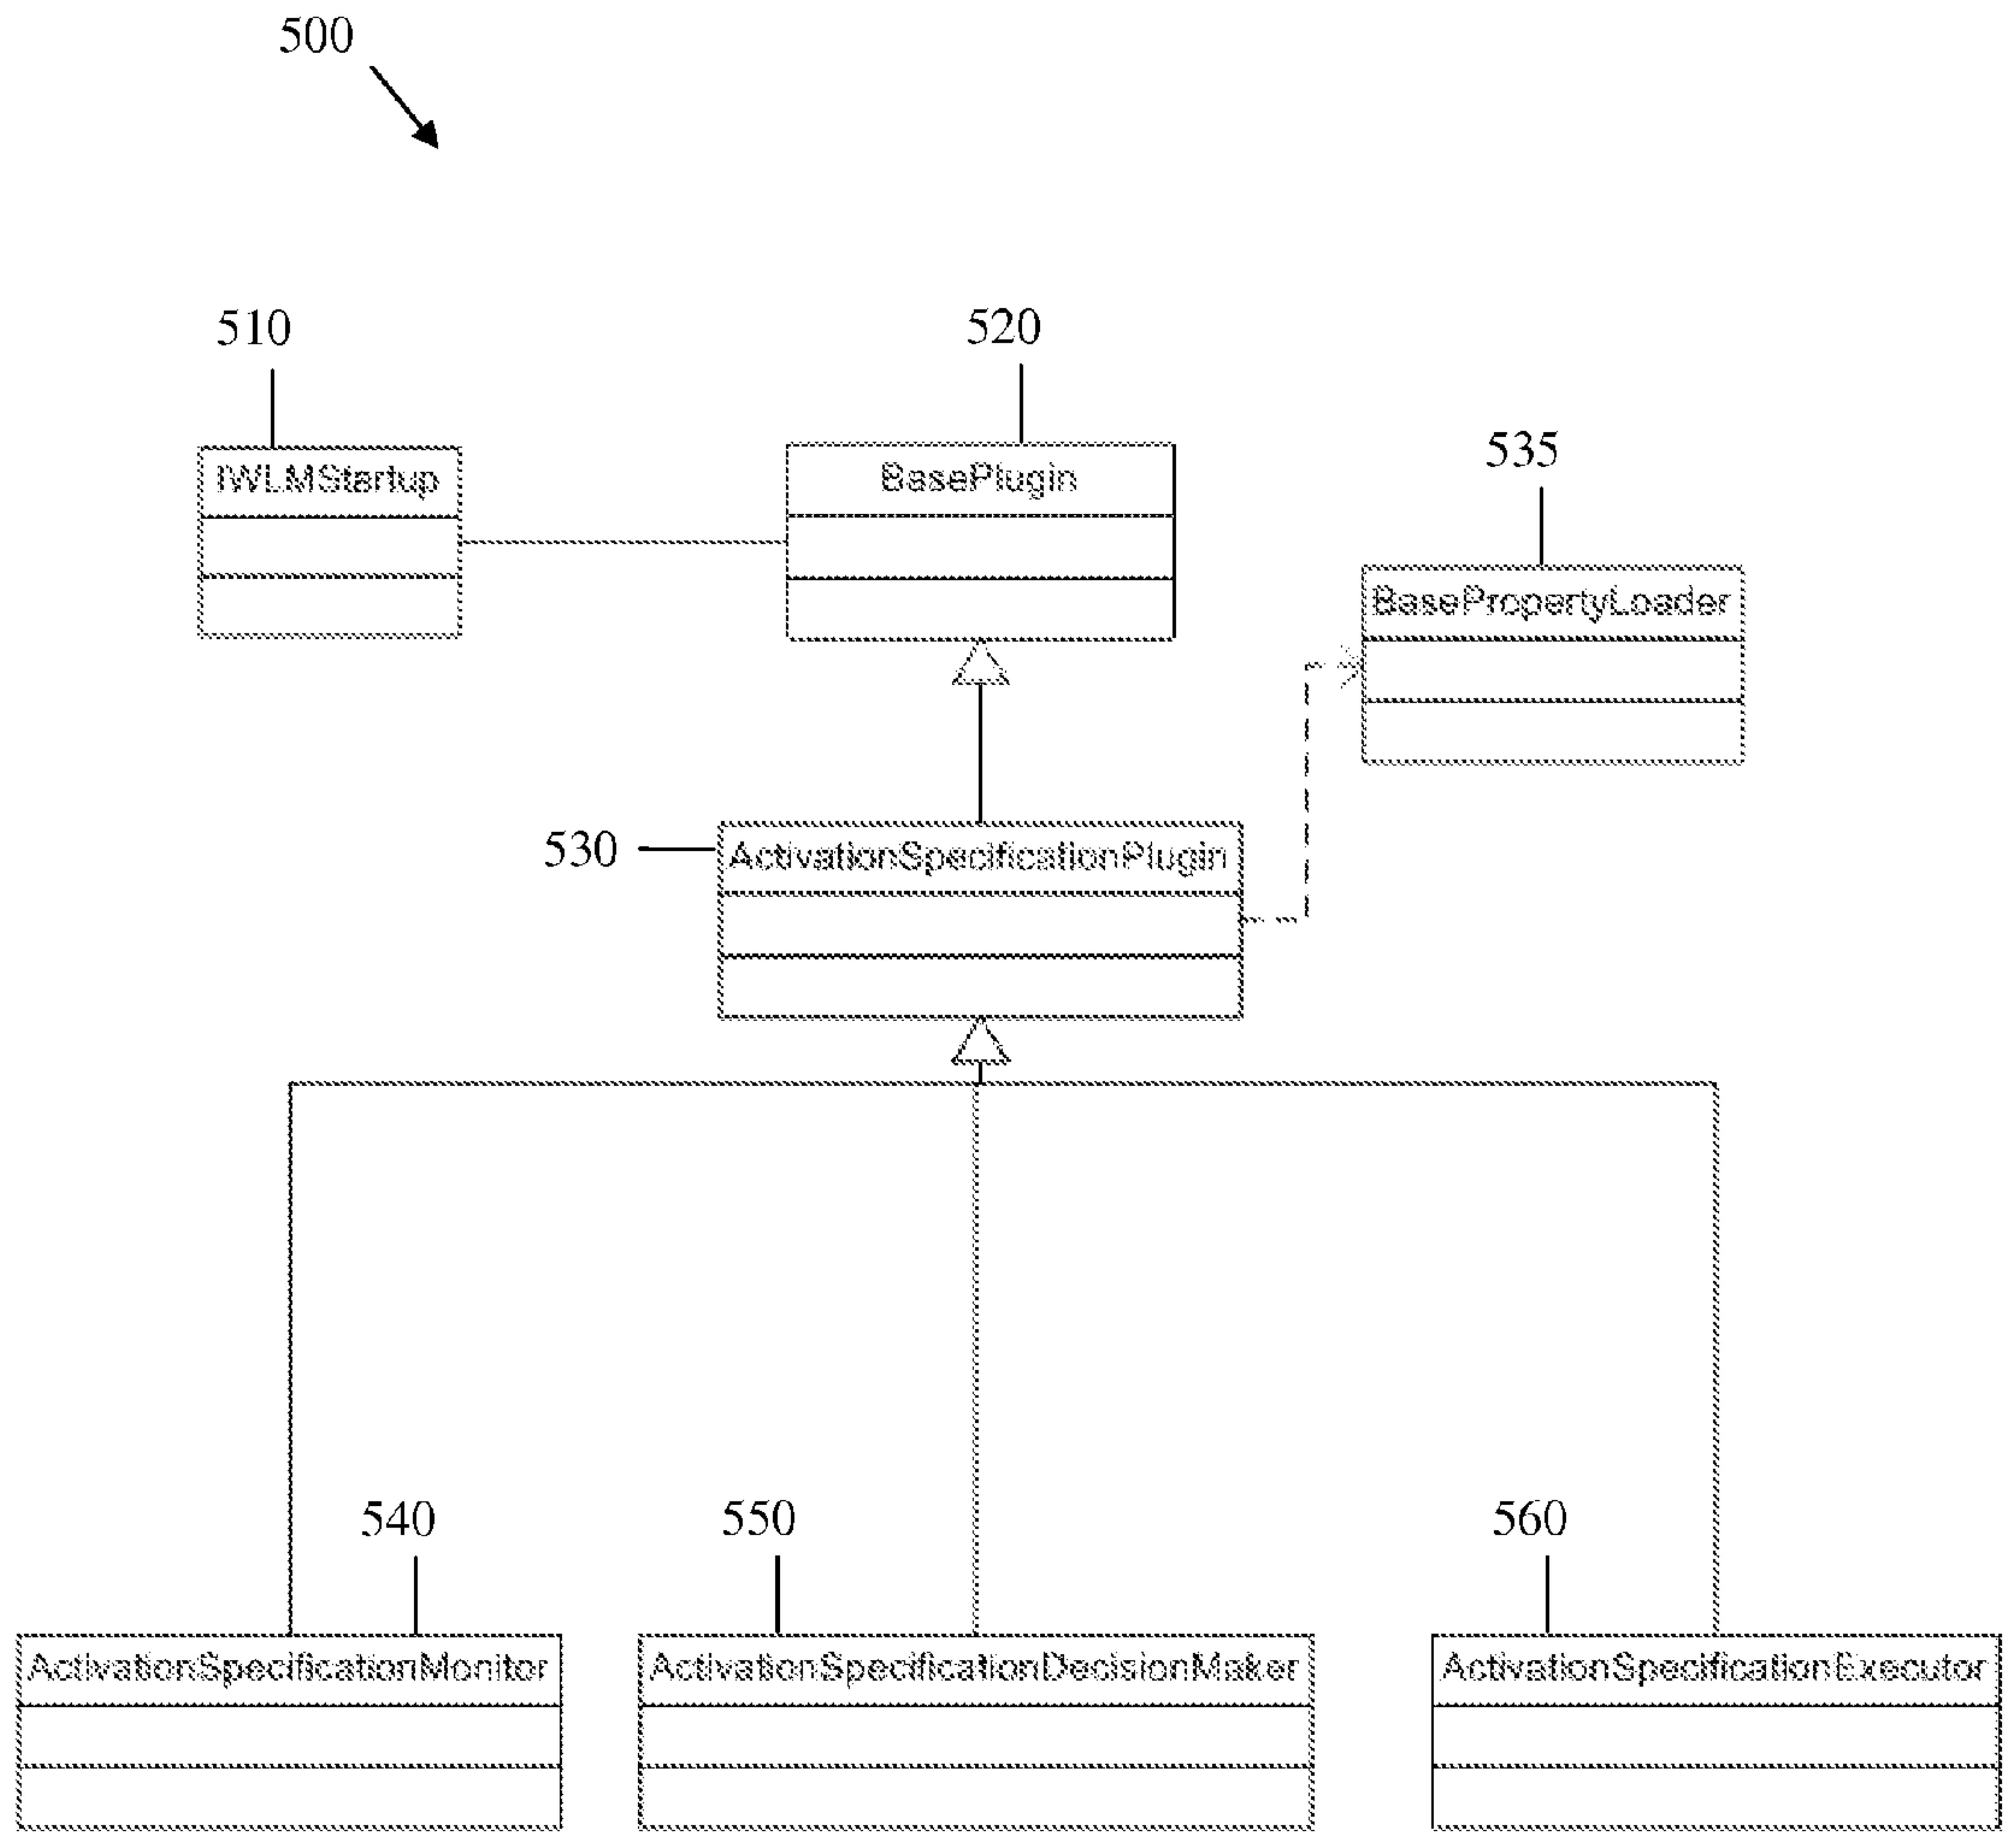 500
510
520
535
IWLMStartup
BasePlugin
BasePropertyLoader
530
ActivationSpecificationPlugin
540
550
560
ActivationSpecificationMonitor
ActivationSpecificationDecisionMaker
ActivationSpecificationExecutor